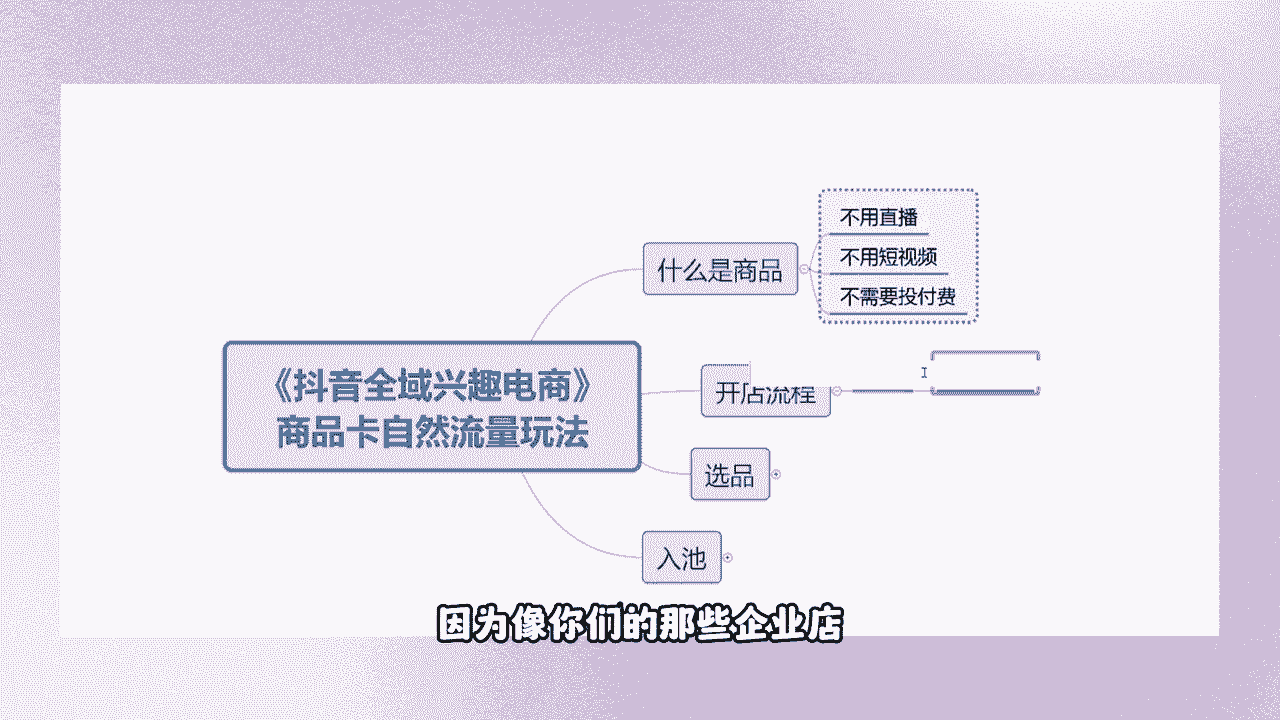 什么是商品
不用直播
不用短视频
不需要投付费
《抖音全域兴趣电商》
商品卡自然流量玩法
开店流程
选品
入池
因为像你们的那些企业店